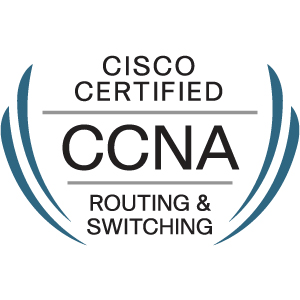 CISCO
CERTIFIED
CCNA
ROUTING &
SWITCHING